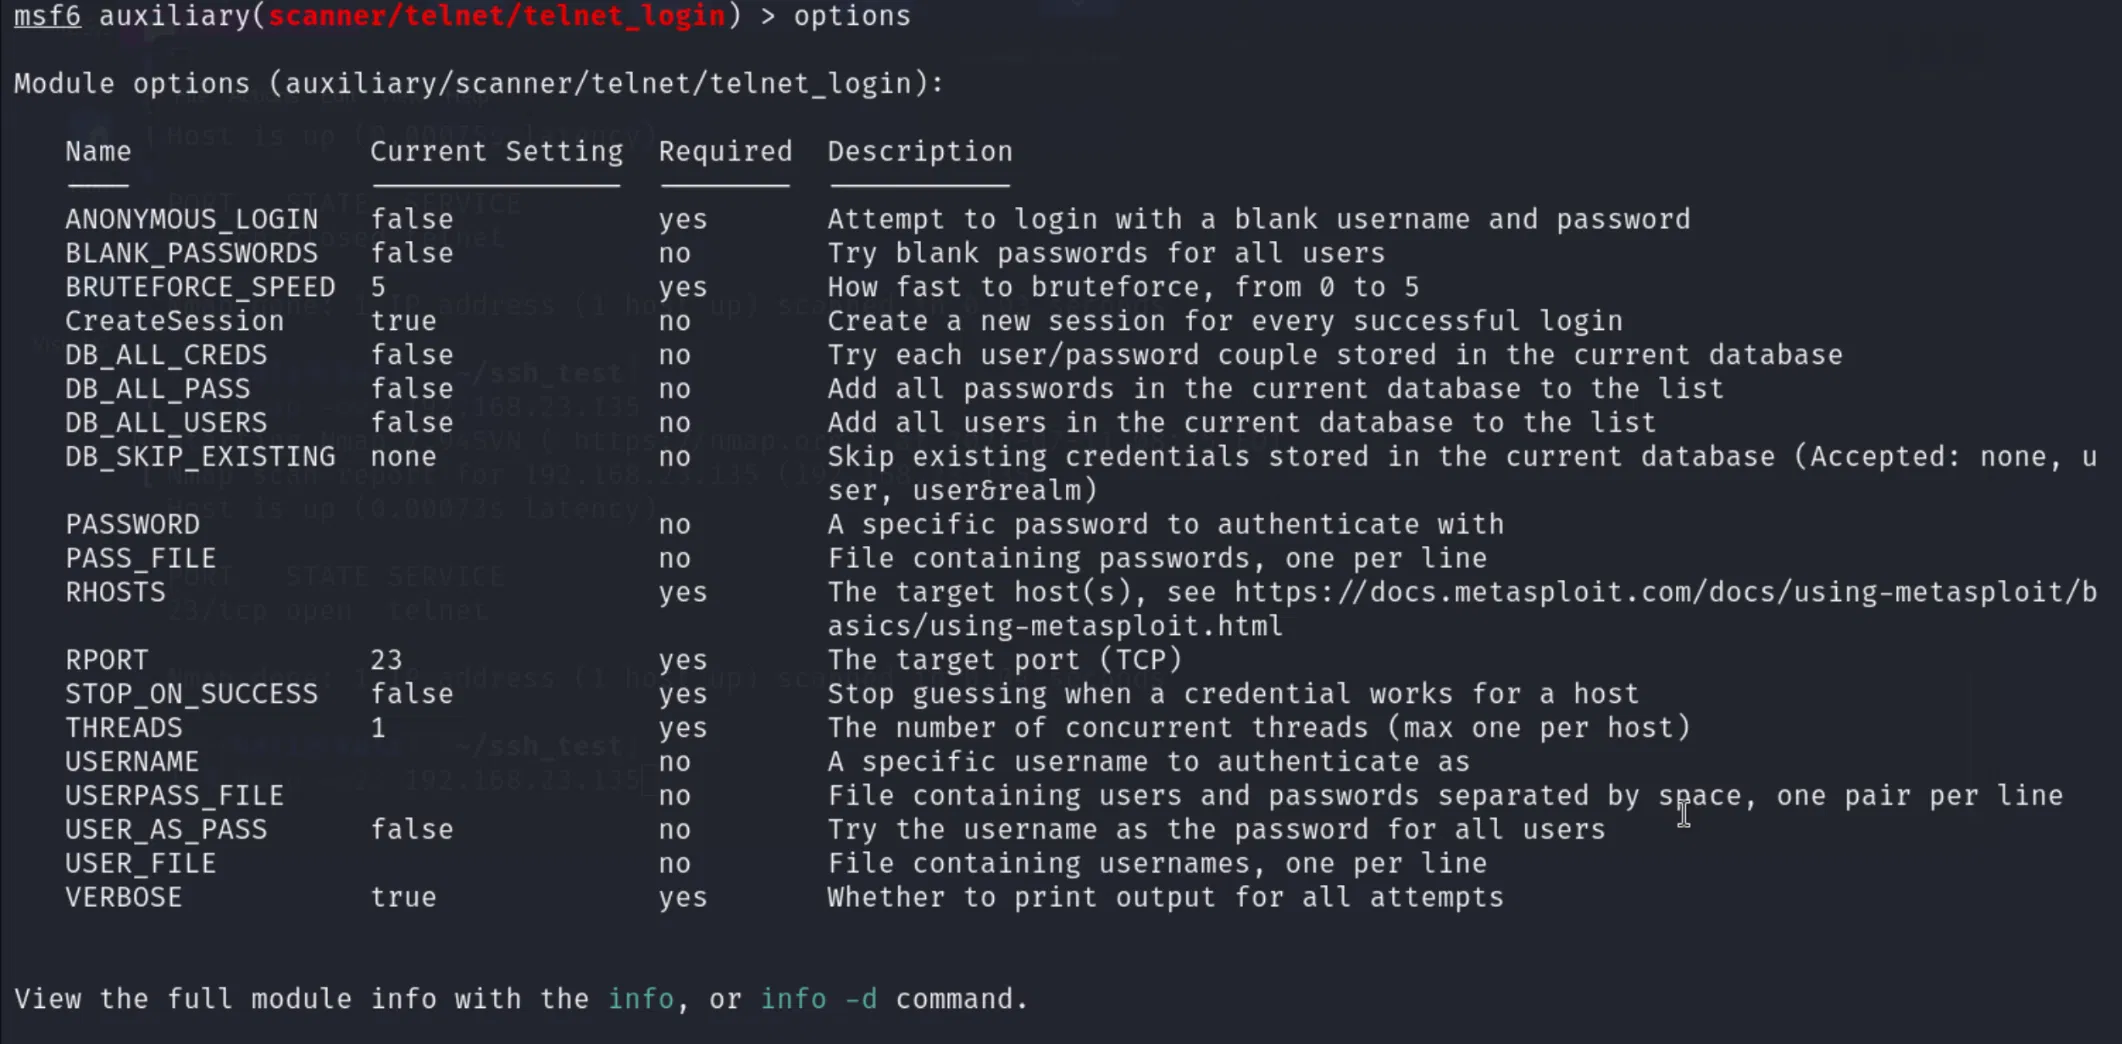 msf6 auxiliary(scanner/telnet/telnet_login) > options
Module options (auxiliary/scanner/telnet/telnet_login):
Name Current Setting Required Description
ANONYMOUS_LOGIN false yes Attempt to login with a blank username and password
BLANK_PASSWORDS false no Try blank passwords for all users
BRUTEFORCE_SPEED 5 yes How fast to bruteforce, from 0 to 5
CreateSession true no Create a new session for every successful login
DB_ALL_CREDS false no Try each user/password couple stored in the current database
DB_ALL_PASS false no Add all passwords in the current database to the list
DB_ALL_USERS false no Add all users in the current database to the list
DB_SKIP_EXISTING none no Skip existing credentials stored in the current database (Accepted: none, u
ser, user&realm)
PASSWORD no A specific password to authenticate with
PASS_FILE no File containing passwords, one per line
RHOSTS yes The target host(s), see https://docs.metasploit.com/docs/using-metasploit/b
asics/using-metasploit.html
RPORT 23 yes The target port (TCP)
STOP_ON_SUCCESS false yes Stop guessing when a credential works for a host
THREADS 1 yes The number of concurrent threads (max one per host)
USERNAME no A specific username to authenticate as
USERPASS_FILE no File containing users and passwords separated by space, one pair per line
USER_AS_PASS false no Try the username as the password for all users
USER_FILE no File containing usernames, one per line
VERBOSE true yes Whether to print output for all attempts
View the full module info with the info, or info -d command.